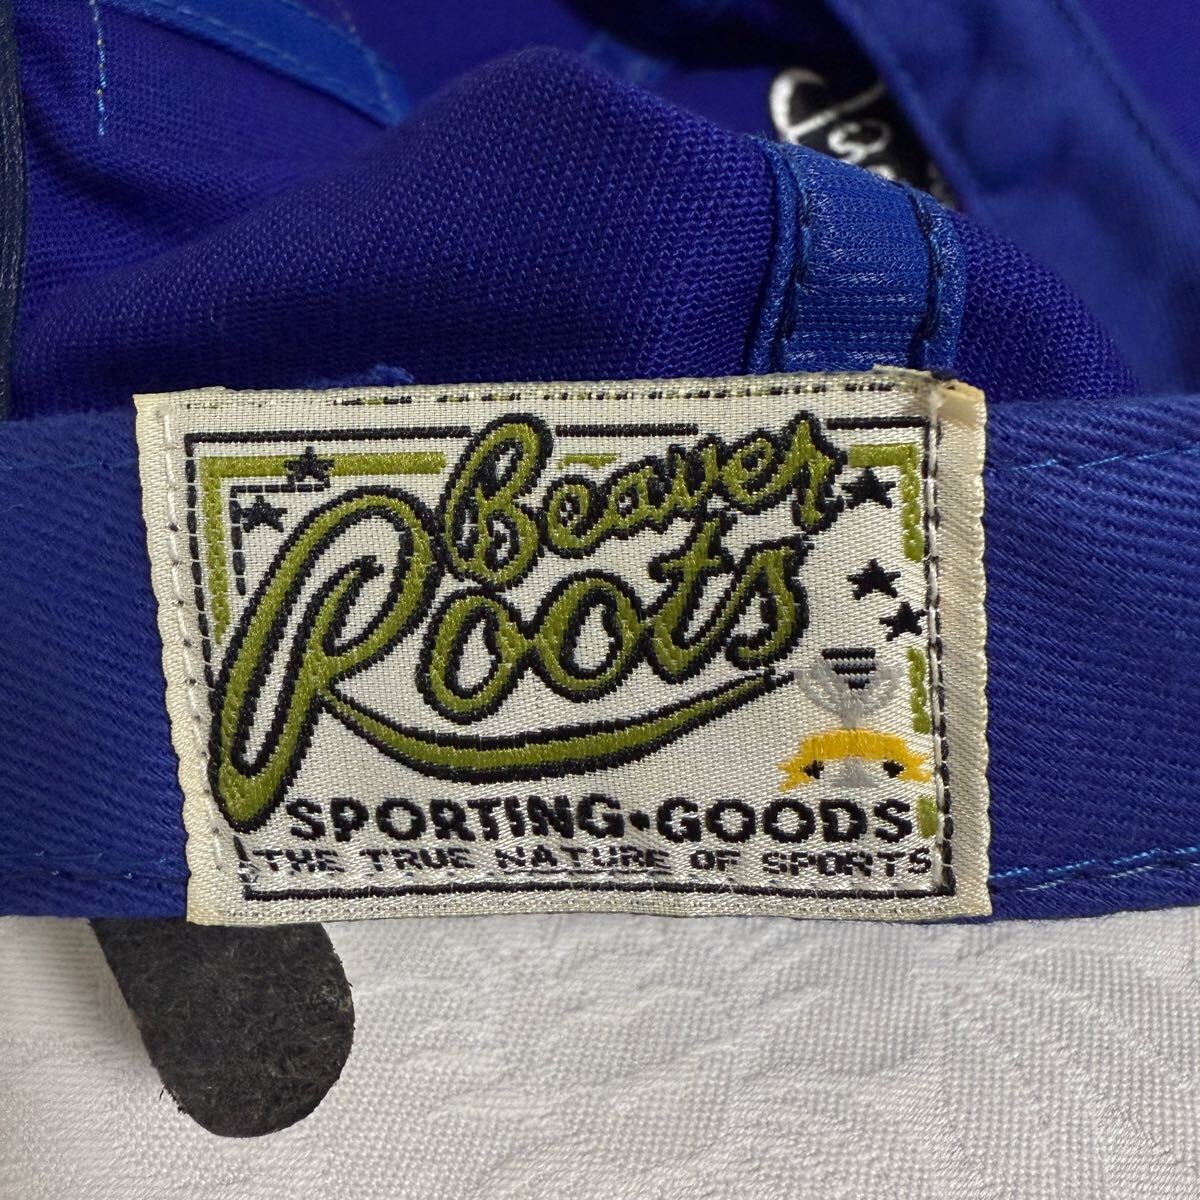 Beaver
Roots
SPORTING•GOODS
THE TRUE NATURE OF SPORTS